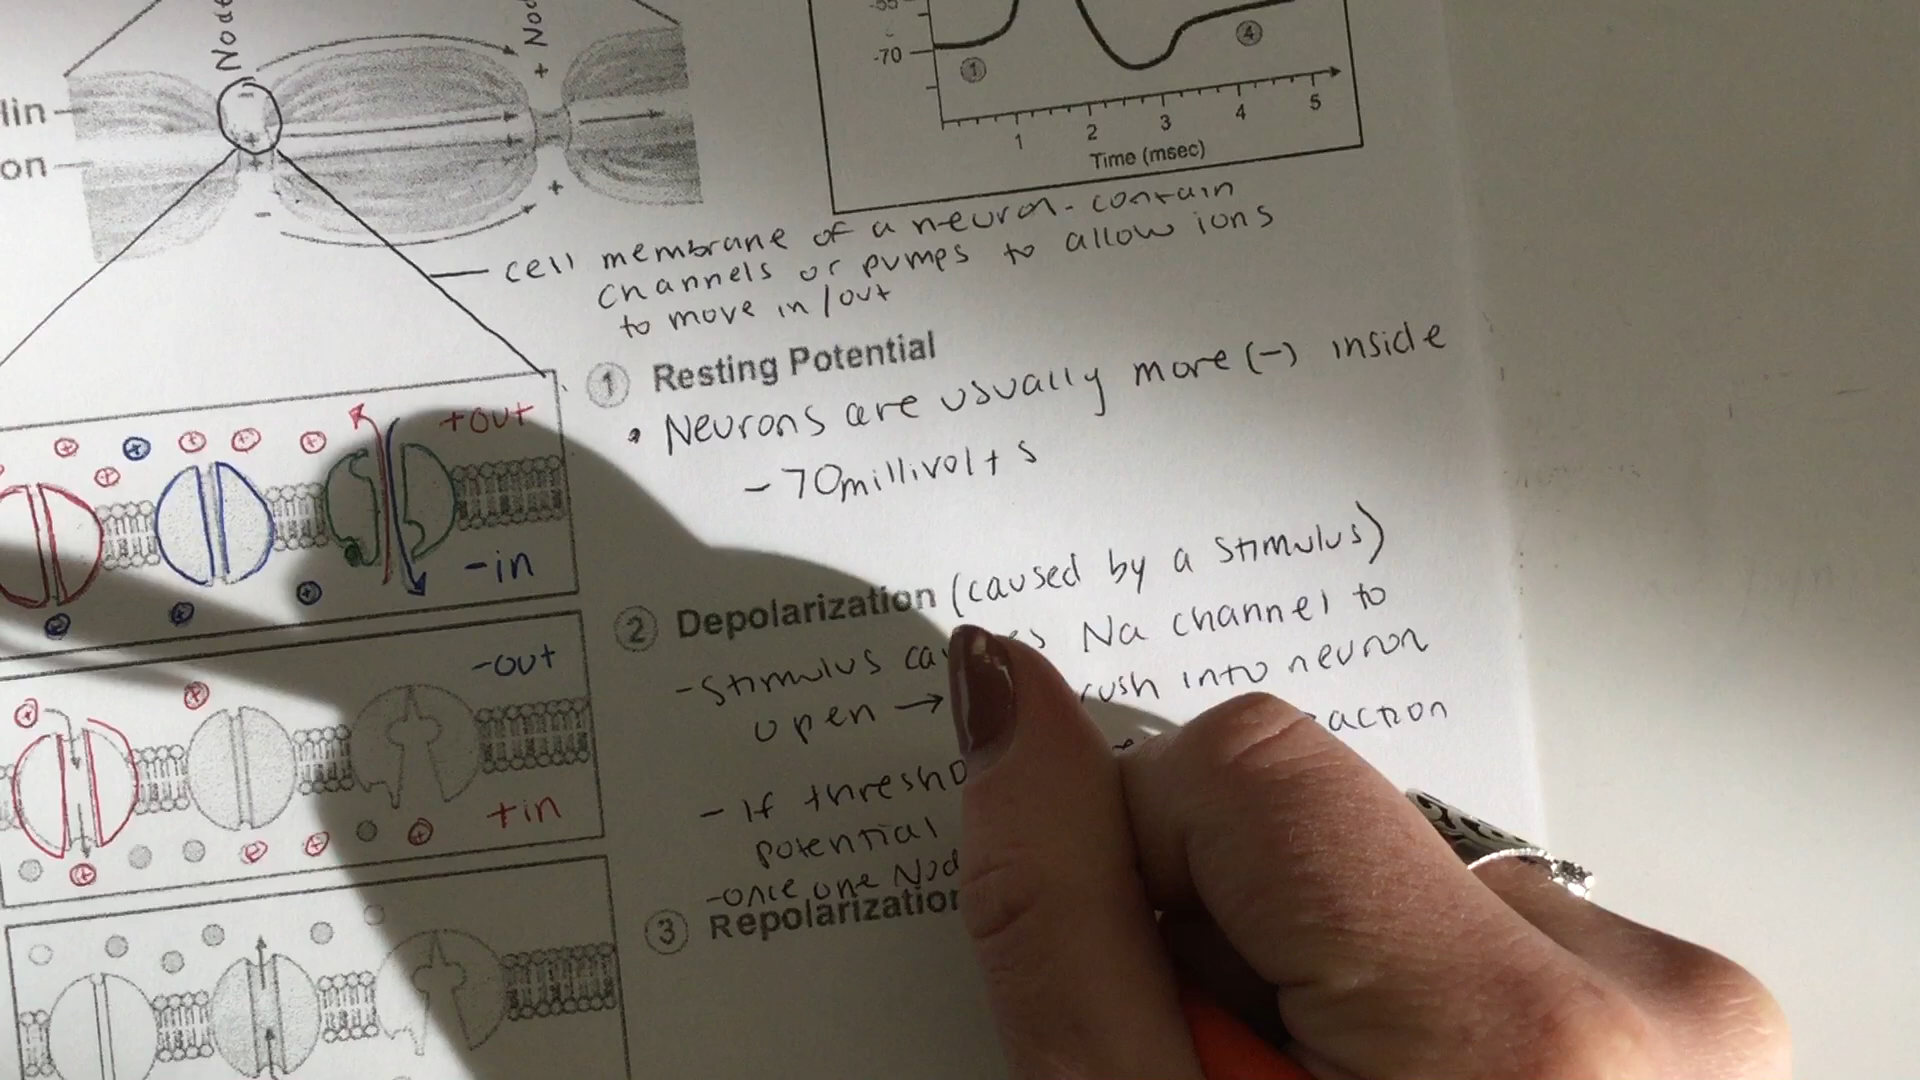 Node
Nod
-55
-70
1
4
1 2 3 4 5
Time (msec)
lin
on
cell membrane of a neuron - contain
channels or pumps to allow ions
to move in/out
1 Resting Potential
• Neurons are usually more (-) inside
-70millivolts
+out
-in
2 Depolarization (caused by a stimulus)
- Stimulus Na channel to
open → rush into neuron
action
- If
potential
- once one
-out
+in
3 Repolarization